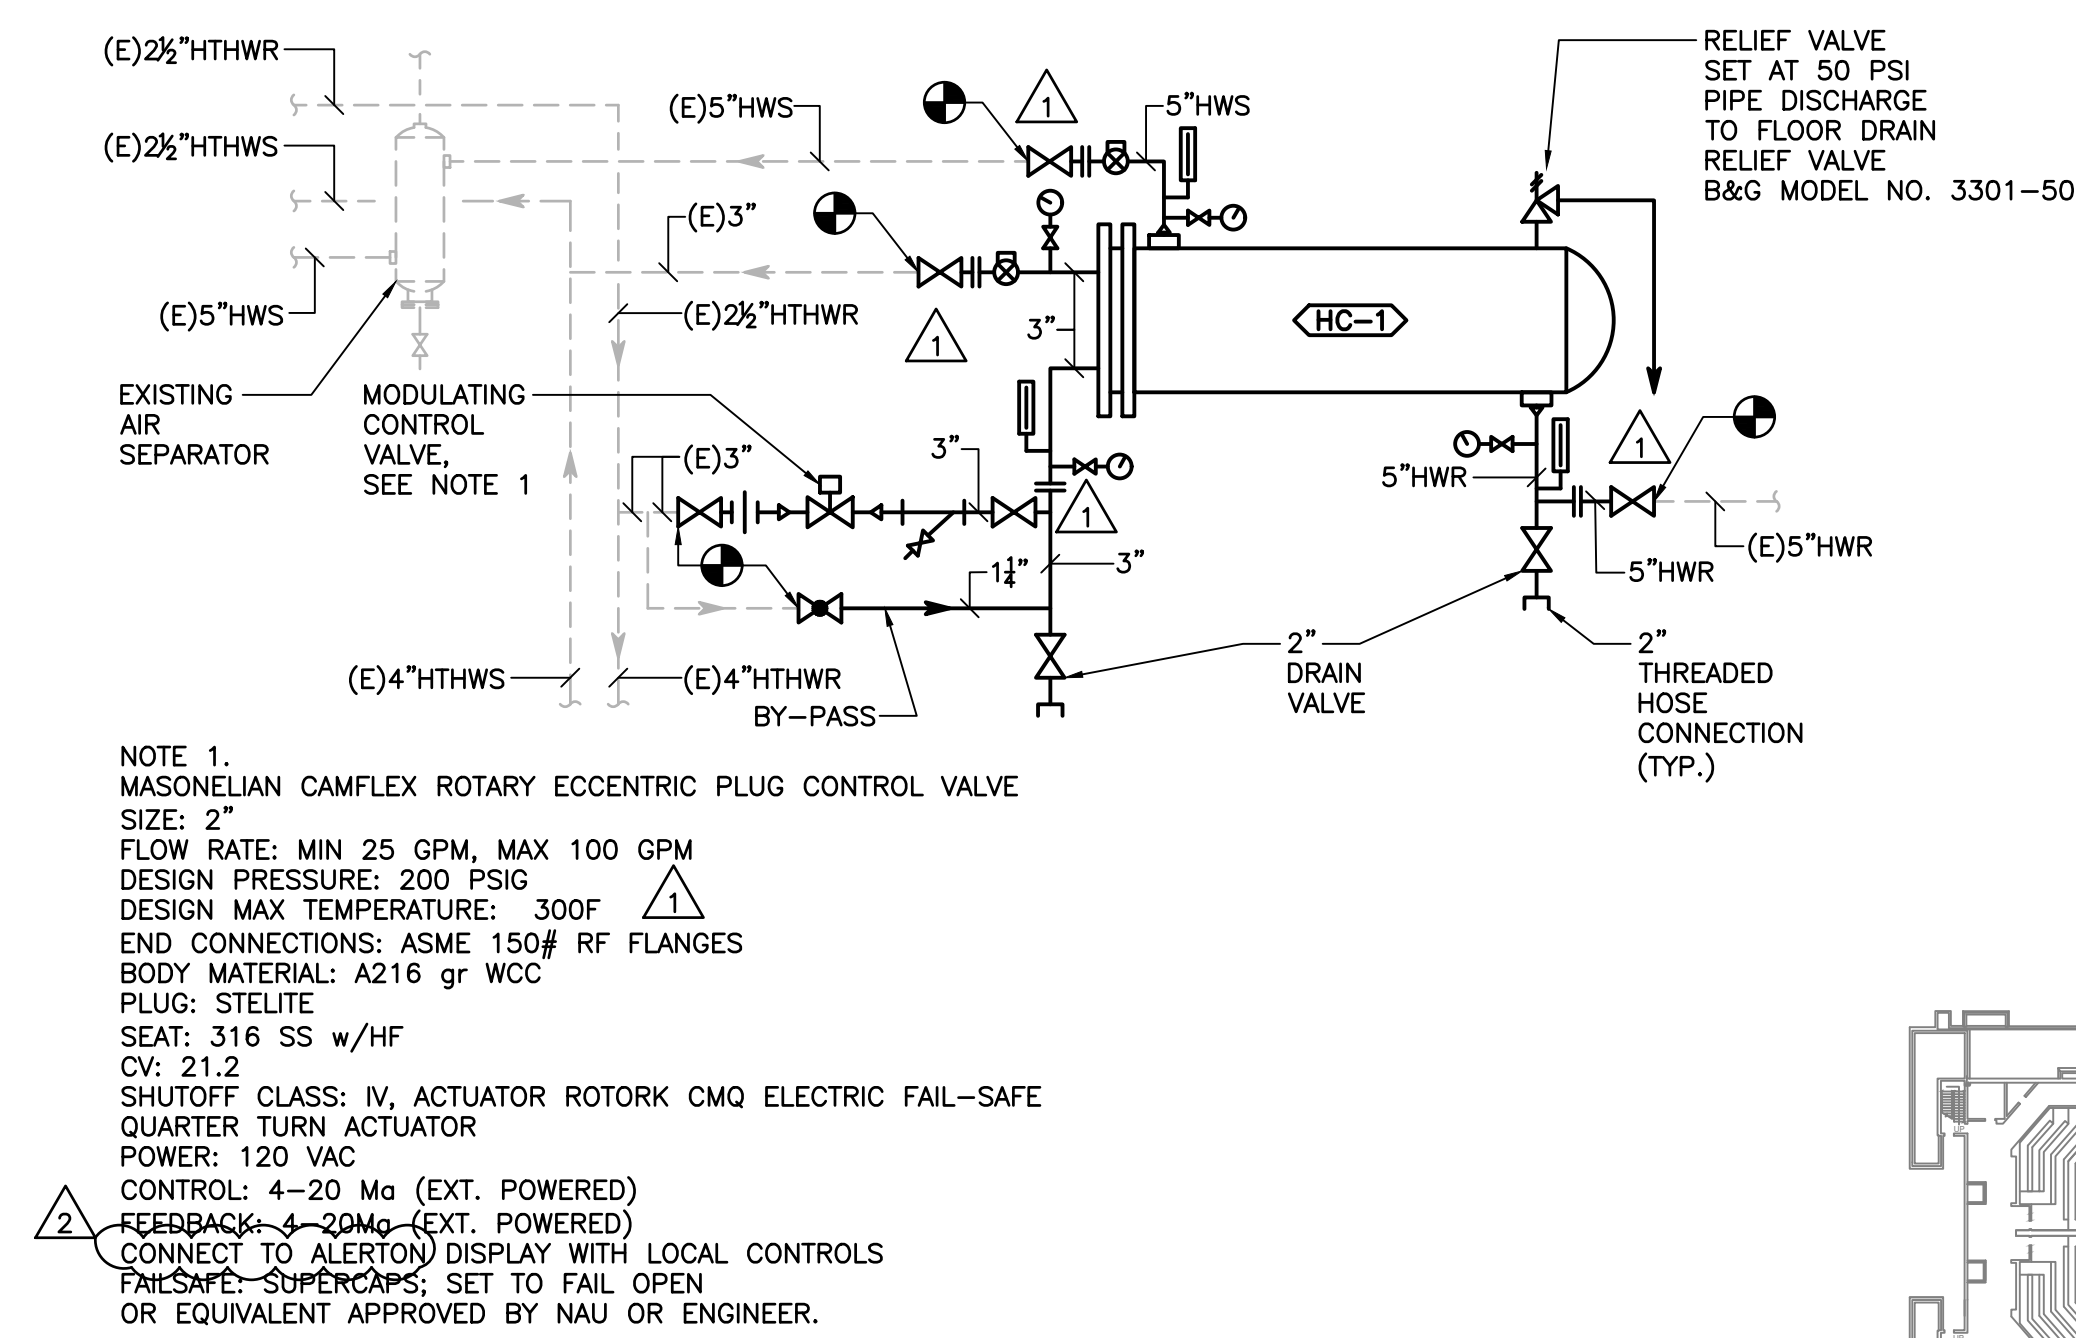 (E)2½"HTHWR
(E)2½"HTHWS
(E)5"HWS
EXISTING
AIR
SEPARATOR
MODULATING
CONTROL
VALVE,
SEE NOTE 1
(E)5"HWS
1
5"HWS
(E)3"
1
(E)2½"HTHWR
3"
HC-1
RELIEF VALVE
SET AT 50 PSI
PIPE DISCHARGE
TO FLOOR DRAIN
RELIEF VALVE
B&G MODEL NO. 3301-50
(E)3"
3"
1
1¼"
3"
5"HWR
1
5"HWR
(E)5"HWR
(E)4"HTHWS
(E)4"HTHWR
BY-PASS
2"
DRAIN
VALVE
2"
THREADED
HOSE
CONNECTION
(TYP.)
NOTE 1.
MASONELIAN CAMFLEX ROTARY ECCENTRIC PLUG CONTROL VALVE
SIZE: 2"
FLOW RATE: MIN 25 GPM, MAX 100 GPM
DESIGN PRESSURE: 200 PSIG
DESIGN MAX TEMPERATURE: 300F
1
END CONNECTIONS: ASME 150# RF FLANGES
BODY MATERIAL: A216 gr WCC
PLUG: STELITE
SEAT: 316 SS w/HF
CV: 21.2
SHUTOFF CLASS: IV, ACTUATOR ROTORK CMQ ELECTRIC FAIL-SAFE
QUARTER TURN ACTUATOR
POWER: 120 VAC
CONTROL: 4-20 Ma (EXT. POWERED)
2
FEEDBACK: 4-20Ma (EXT. POWERED)
CONNECT TO ALERTON DISPLAY WITH LOCAL CONTROLS
FAILSAFE: SUPERCAPS; SET TO FAIL OPEN
OR EQUIVALENT APPROVED BY NAU OR ENGINEER.
UP
UP